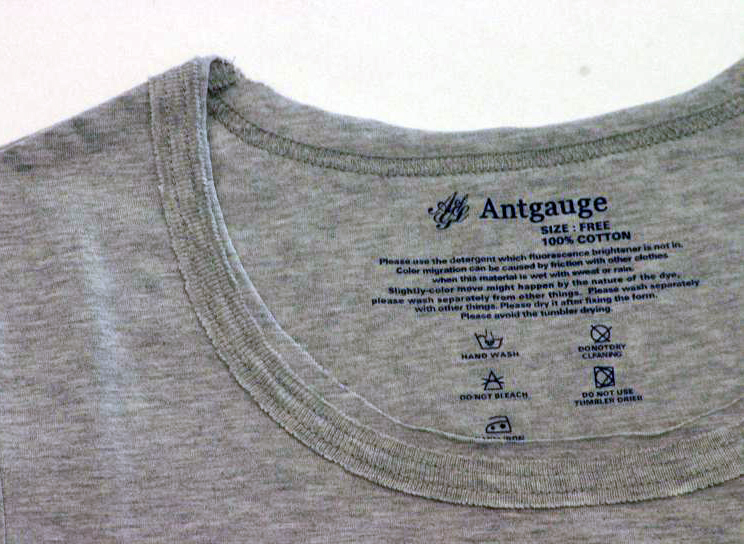 Antgauge
SIZE : FREE
100% COTTON
Please use the detergent which fluorescence brightener is not in.
Color migration can be caused by friction with other clothes
when this material is wet with sweat or rain.
Slightly-color move might happen by the nature of the dye,
please wash separately from other things. Please wash separately
with other things. Please dry it after fixing the form.
Please avoid the tumbler drying.
HAND WASH
DO NOT DRY
CLEANING
DO NOT BLEACH
DO NOT USE
TUMBLER DRIER